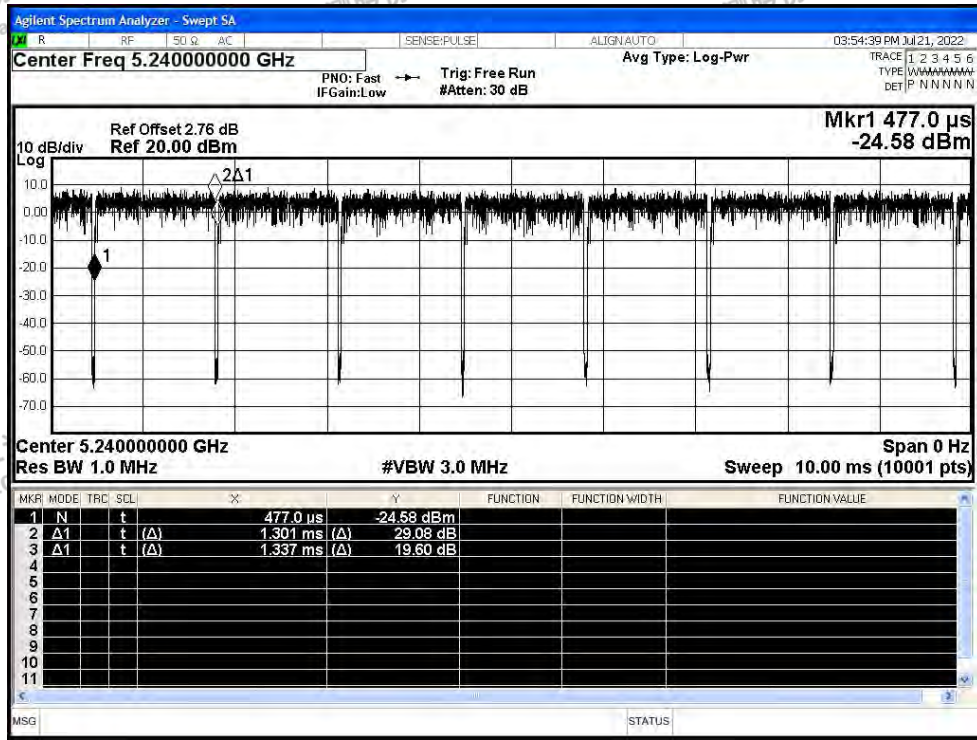 Agilent Spectrum Analyzer - Swept SA
LXI R RF 50 Ω AC SENSE:PULSE ALIGN AUTO 03:54:39 PM Jul 21, 2022
Center Freq 5.240000000 GHz
PNO: Fast
IFGain:Low
Trig: Free Run
#Atten: 30 dB
Avg Type: Log-Pwr
TRACE 1 2 3 4 5 6
TYPE WWWWWW
DET P N N N N N
Mkr1 477.0 µs
-24.58 dBm
Ref Offset 2.76 dB
10 dB/div Ref 20.00 dBm
Log
2Δ1
10.0
0.00
-10.0
1
-20.0
-30.0
-40.0
-50.0
-60.0
-70.0
Center 5.240000000 GHz Span 0 Hz
Res BW 1.0 MHz #VBW 3.0 MHz Sweep 10.00 ms (10001 pts)
MKR MODE TRC SCL X Y FUNCTION FUNCTION WIDTH FUNCTION VALUE
1 N t 477.0 µs -24.58 dBm
2 Δ1 t (Δ) 1.301 ms (Δ) 29.08 dB
3 Δ1 t (Δ) 1.337 ms (Δ) 19.60 dB
4
5
6
7
8
9
10
11
MSG STATUS